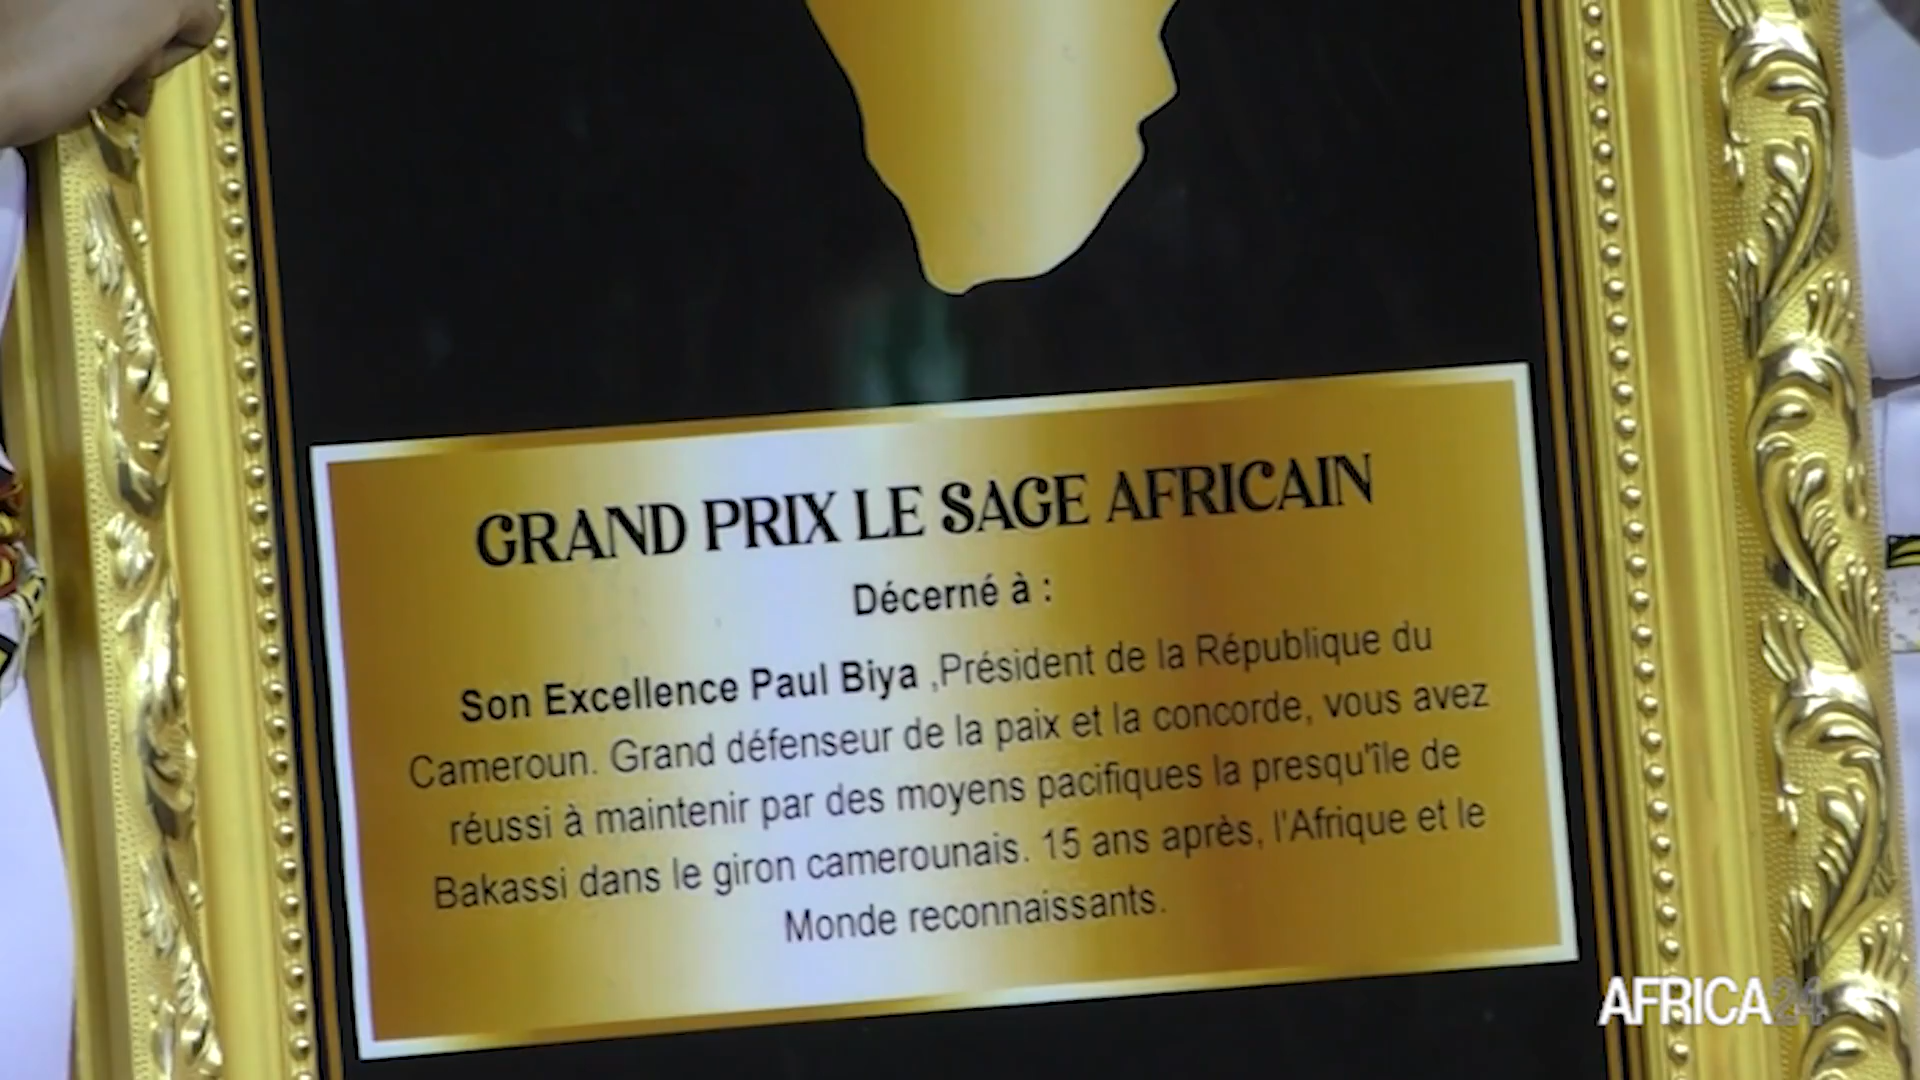 GRAND PRIX LE SAGE AFRICAIN
Décerné à :
Son Excellence Paul Biya ,Président de la République du
Cameroun. Grand défenseur de la paix et la concorde, vous avez
réussi à maintenir par des moyens pacifiques la presqu'île de
Bakassi dans le giron camerounais. 15 ans après, l'Afrique et le
Monde reconnaissants.
AFRICA24